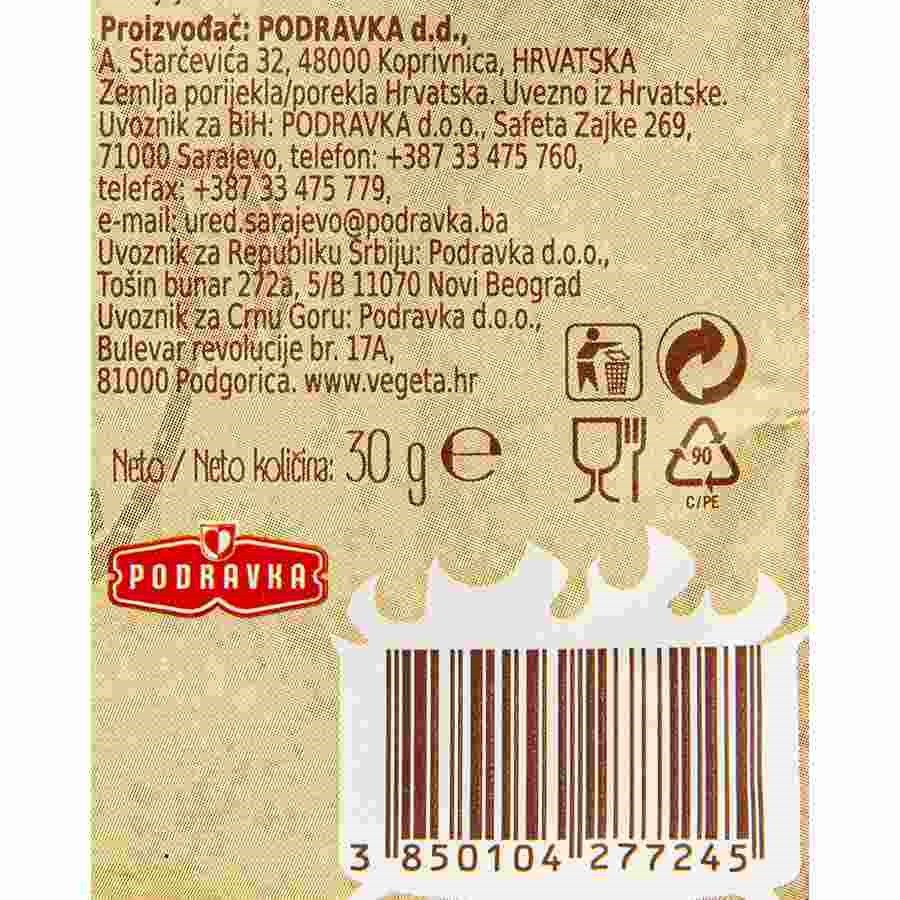 Proizvođač: PODRAVKA d.d.,
A. Starčevića 32, 48000 Koprivnica, HRVATSKA
Zemlja porijekla/porekla Hrvatska. Uvezno iz Hrvatske.
Uvoznik za BiH: PODRAVKA d.o.o., Safeta Zajke 269,
71000 Sarajevo, telefon: +387 33 475 760,
telefax: +387 33 475 779,
e-mail: ured.sarajevo@podravka.ba
Uvoznik za Republiku Srbiju: Podravka d.o.o.,
Tošin bunar 272a, 5/B 11070 Novi Beograd
Uvoznik za Crnu Goru: Podravka d.o.o.,
Bulevar revolucije br. 17A,
81000 Podgorica. www.vegeta.hr
Neto / Neto količina: 30 g e
90
C/PE
PODRAVKA
3 850104 277245